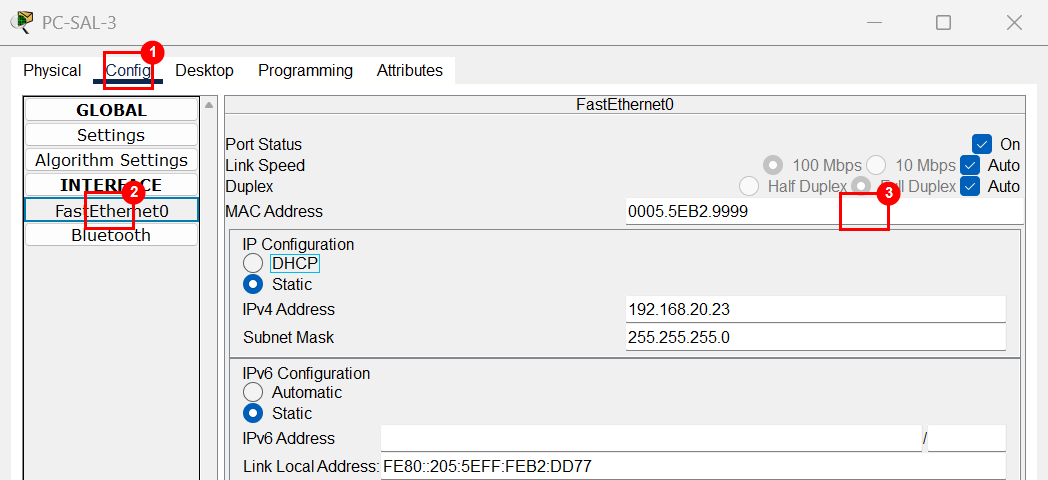 PC-SAL-3
1
Physical Config Desktop Programming Attributes
GLOBAL
Settings
Algorithm Settings
INTERFACE
2
FastEthernet0
Bluetooth
FastEthernet0
Port Status On
Link Speed 100 Mbps 10 Mbps Auto
Duplex Half Duplex Full Duplex Auto
3
MAC Address 0005.5EB2.9999
IP Configuration
DHCP
Static
IPv4 Address 192.168.20.23
Subnet Mask 255.255.255.0
IPv6 Configuration
Automatic
Static
IPv6 Address /
Link Local Address: FE80::205:5EFF:FEB2:DD77